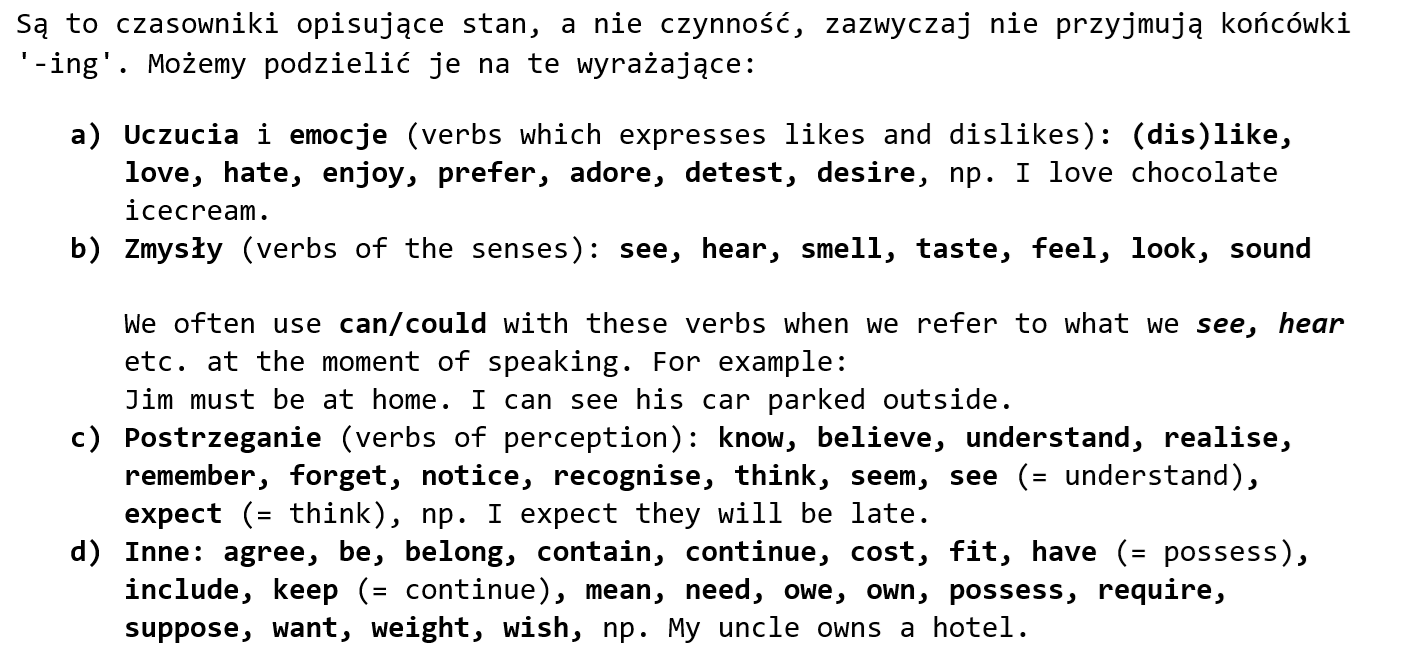 Są to czasowniki opisujące stan, a nie czynność, zazwyczaj nie przyjmują końcówki
'-ing'. Możemy podzielić je na te wyrażające:
a) Uczucia i emocje (verbs which expresses likes and dislikes): (dis)like,
love, hate, enjoy, prefer, adore, detest, desire, np. I love chocolate
icecream.
b) Zmysły (verbs of the senses): see, hear, smell, taste, feel, look, sound
We often use can/could with these verbs when we refer to what we see, hear
etc. at the moment of speaking. For example:
Jim must be at home. I can see his car parked outside.
c) Postrzeganie (verbs of perception): know, believe, understand, realise,
remember, forget, notice, recognise, think, seem, see (= understand),
expect (= think), np. I expect they will be late.
d) Inne: agree, be, belong, contain, continue, cost, fit, have (= possess),
include, keep (= continue), mean, need, owe, own, possess, require,
suppose, want, weight, wish, np. My uncle owns a hotel.